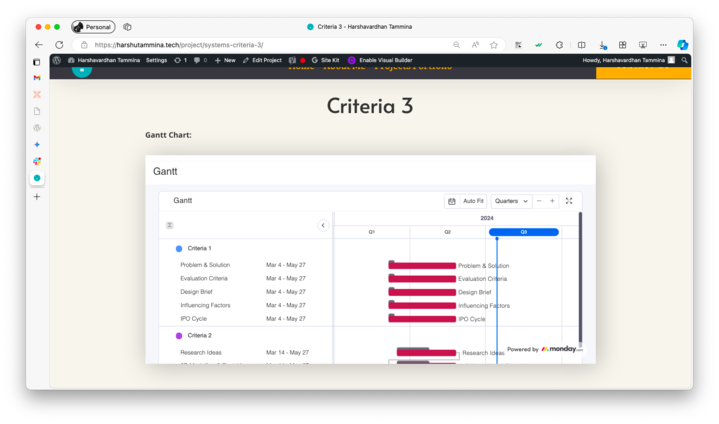 Personal
Criteria 3 - Harshavardhan Tammina
https://harshutammina.tech/project/systems-criteria-3/
Harshavardhan Tammina Settings 1 0 New Edit Project Site Kit Enable Visual Builder Howdy, Harshavardhan Tammina
Home About Me Projects Portfolio
Criteria 3
Gantt Chart:
Gantt
Gantt Auto Fit Quarters
2024
Q1 Q2 Q3
Criteria 1
Problem & Solution Mar 4 - May 27 Problem & Solution
Evaluation Criteria Mar 4 - May 27 Evaluation Criteria
Design Brief Mar 4 - May 27 Design Brief
Influencing Factors Mar 4 - May 27 Influencing Factors
IPO Cycle Mar 4 - May 27 IPO Cycle
Criteria 2
Research Ideas Mar 14 - May 27 Research Ideas
Powered by monday.com